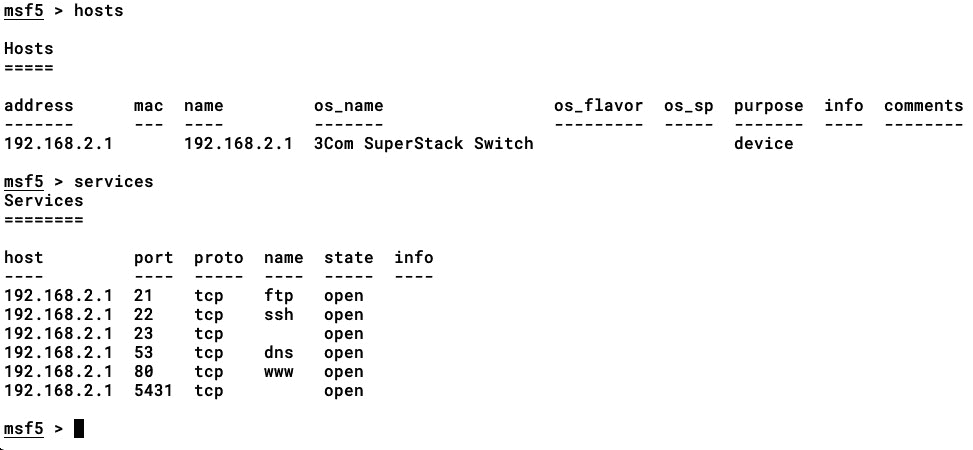 msf5 > hosts
Hosts
=====
address mac name os_name os_flavor os_sp purpose info comments
------- --- ---- ------- --------- ----- ------- ---- --------
192.168.2.1 192.168.2.1 3Com SuperStack Switch device
msf5 > services
Services
========
host port proto name state info
---- ---- ----- ---- ----- ----
192.168.2.1 21 tcp ftp open
192.168.2.1 22 tcp ssh open
192.168.2.1 23 tcp open
192.168.2.1 53 tcp dns open
192.168.2.1 80 tcp www open
192.168.2.1 5431 tcp open
msf5 >